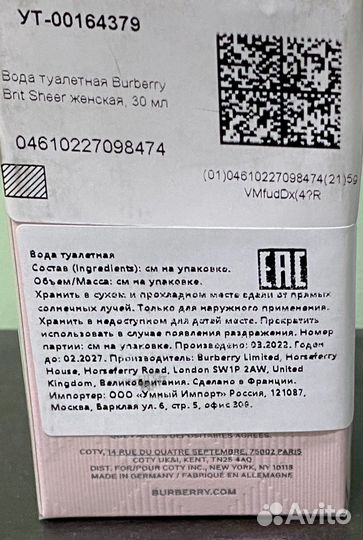 УТ-00164379
Вода туалетная Burberry
Brit Sheer женская, 30 мл
04610227098474
(01)04610227098474(21)5g
VMfudDx(4?R
Вода туалетная
Состав (Ingredients): см на упаковке.
Объем/Масса: см на упаковке.
Хранить в сухом и прохладном месте вдали от прямых
солнечных лучей. Только для наружного применения.
Хранить в недоступном для детей месте. Прекратить
использовать в случае появления раздражения. Номер
партии: см на упаковке. Произведено: 03.2022. Годен
до: 02.2027. Производитель: Burberry Limited, Horseferry
House, Horseferry Road, London SW1P 2AW, United
Kingdom, Великобритания. Сделано в Франции.
Импортер: ООО «Умный Импорт» Россия, 121087,
Москва, Барклая ул. 6, стр. 5, офис 309.
EAC
AUPRÈS DES DÉPOSITAIRES AGRÉÉS.
COTY, 14 RUE DU QUATRE SEPTEMBRE, 75002 PARIS
COTY UK&I, KENT, TN25 4AQ
DIST. FOR/POUR COTY INC., NEW YORK, NY 10118
MADE IN GERMANY / FABRIQUÉ EN ALLEMAGNE
BURBERRY.COM
Avito